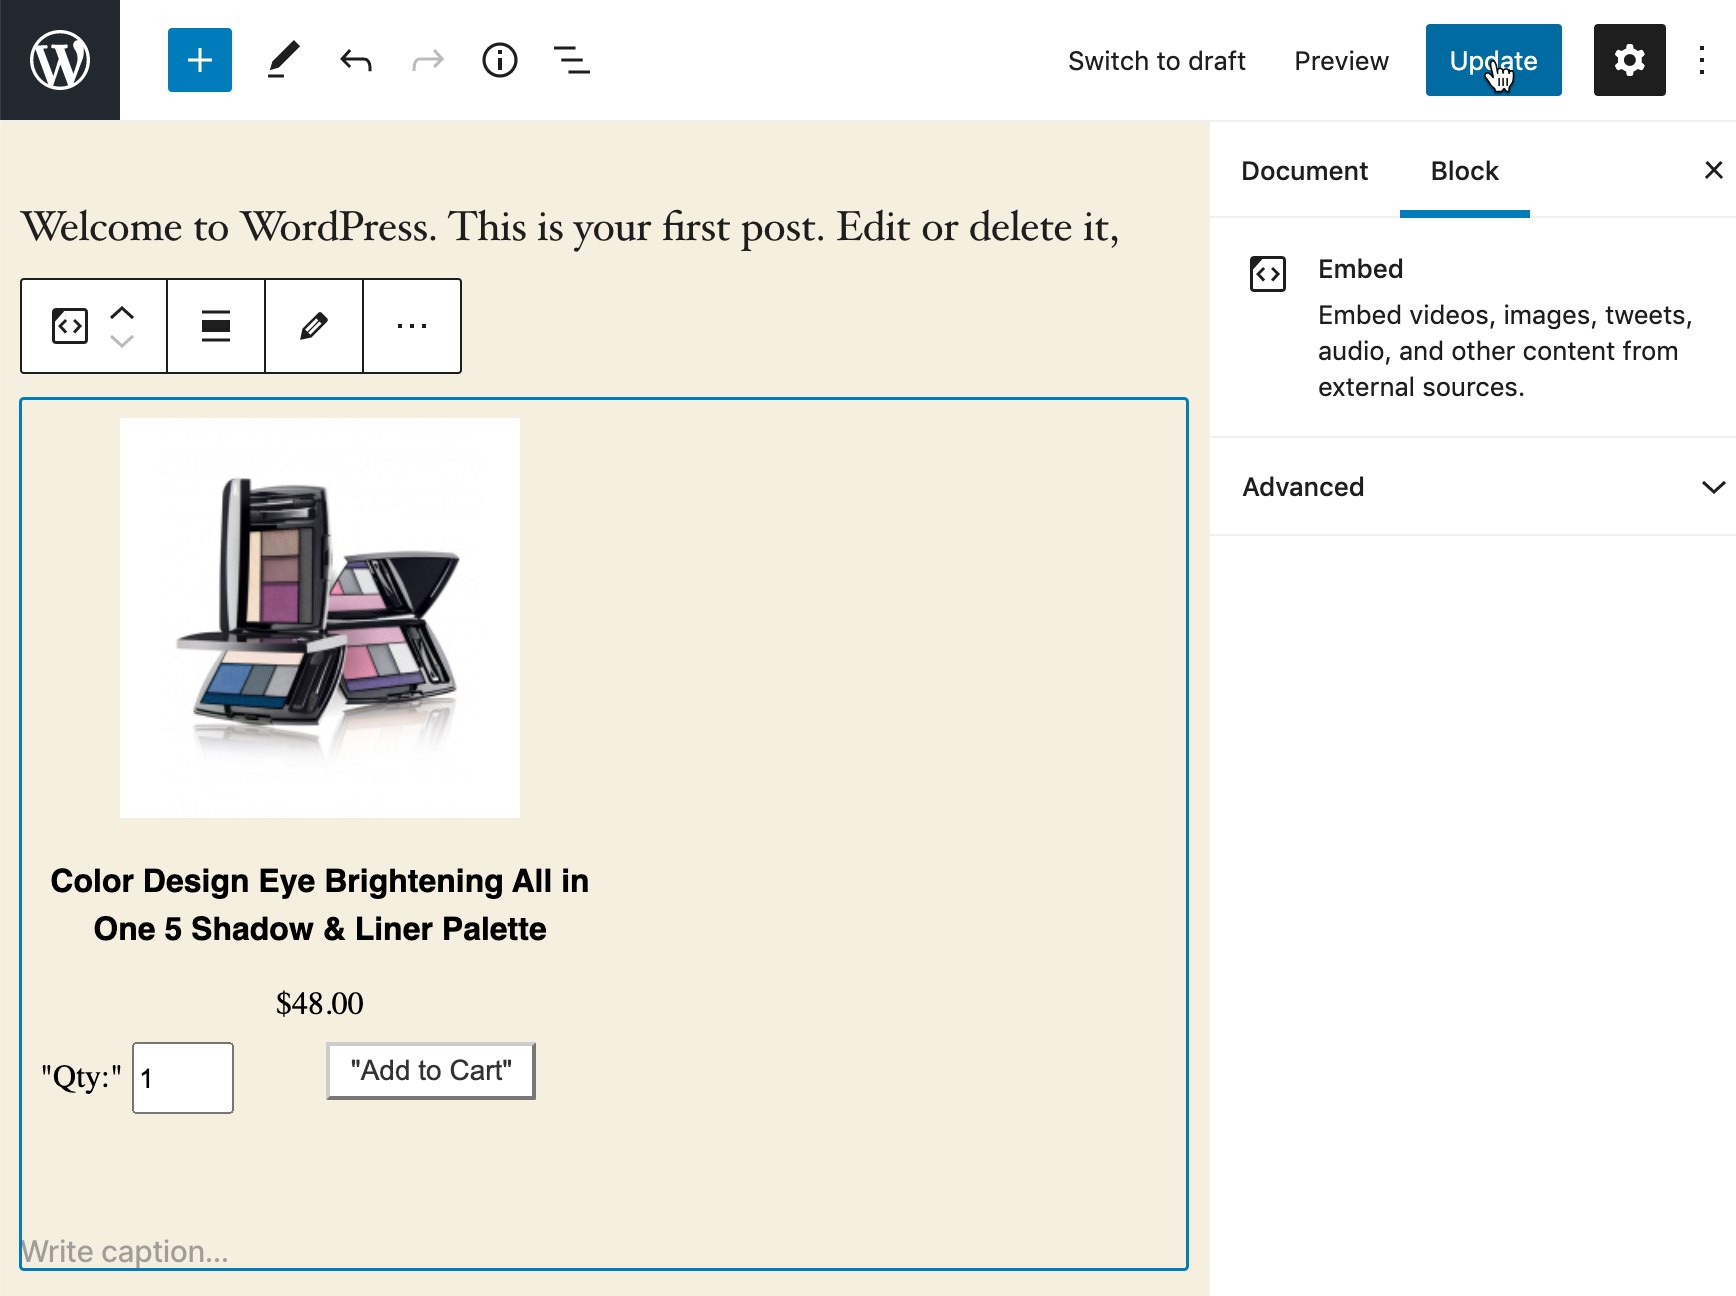 Switch to draft
Preview
Update
Document
Block
Welcome to WordPress. This is your first post. Edit or delete it,
Embed
Embed videos, images, tweets,
audio, and other content from
external sources.
Advanced
Color Design Eye Brightening All in
One 5 Shadow & Liner Palette
$48.00
"Qty:" 1
"Add to Cart"
Write caption...